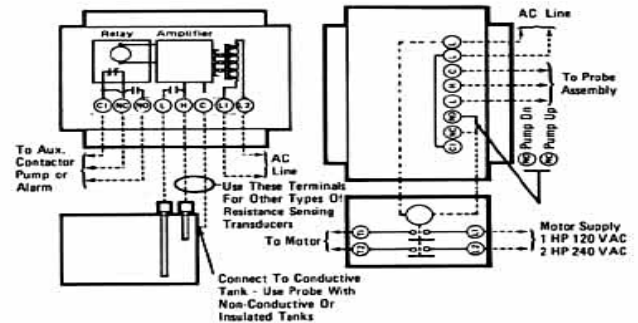 Relay Amplifier
C1 NC NO L H C L1 L2
To Aux.
Contactor
Pump or
Alarm
AC
Line
Use These Terminals
For Other Types Of
Resistance Sensing
Transducers
Connect To Conductive
Tank - Use Probe With
Non-Conductive Or
Insulated Tanks
AC Line
To Probe
Assembly
Pump Dn
Pump Up
To Motor
Motor Supply
1 HP 120 VAC
2 HP 240 VAC